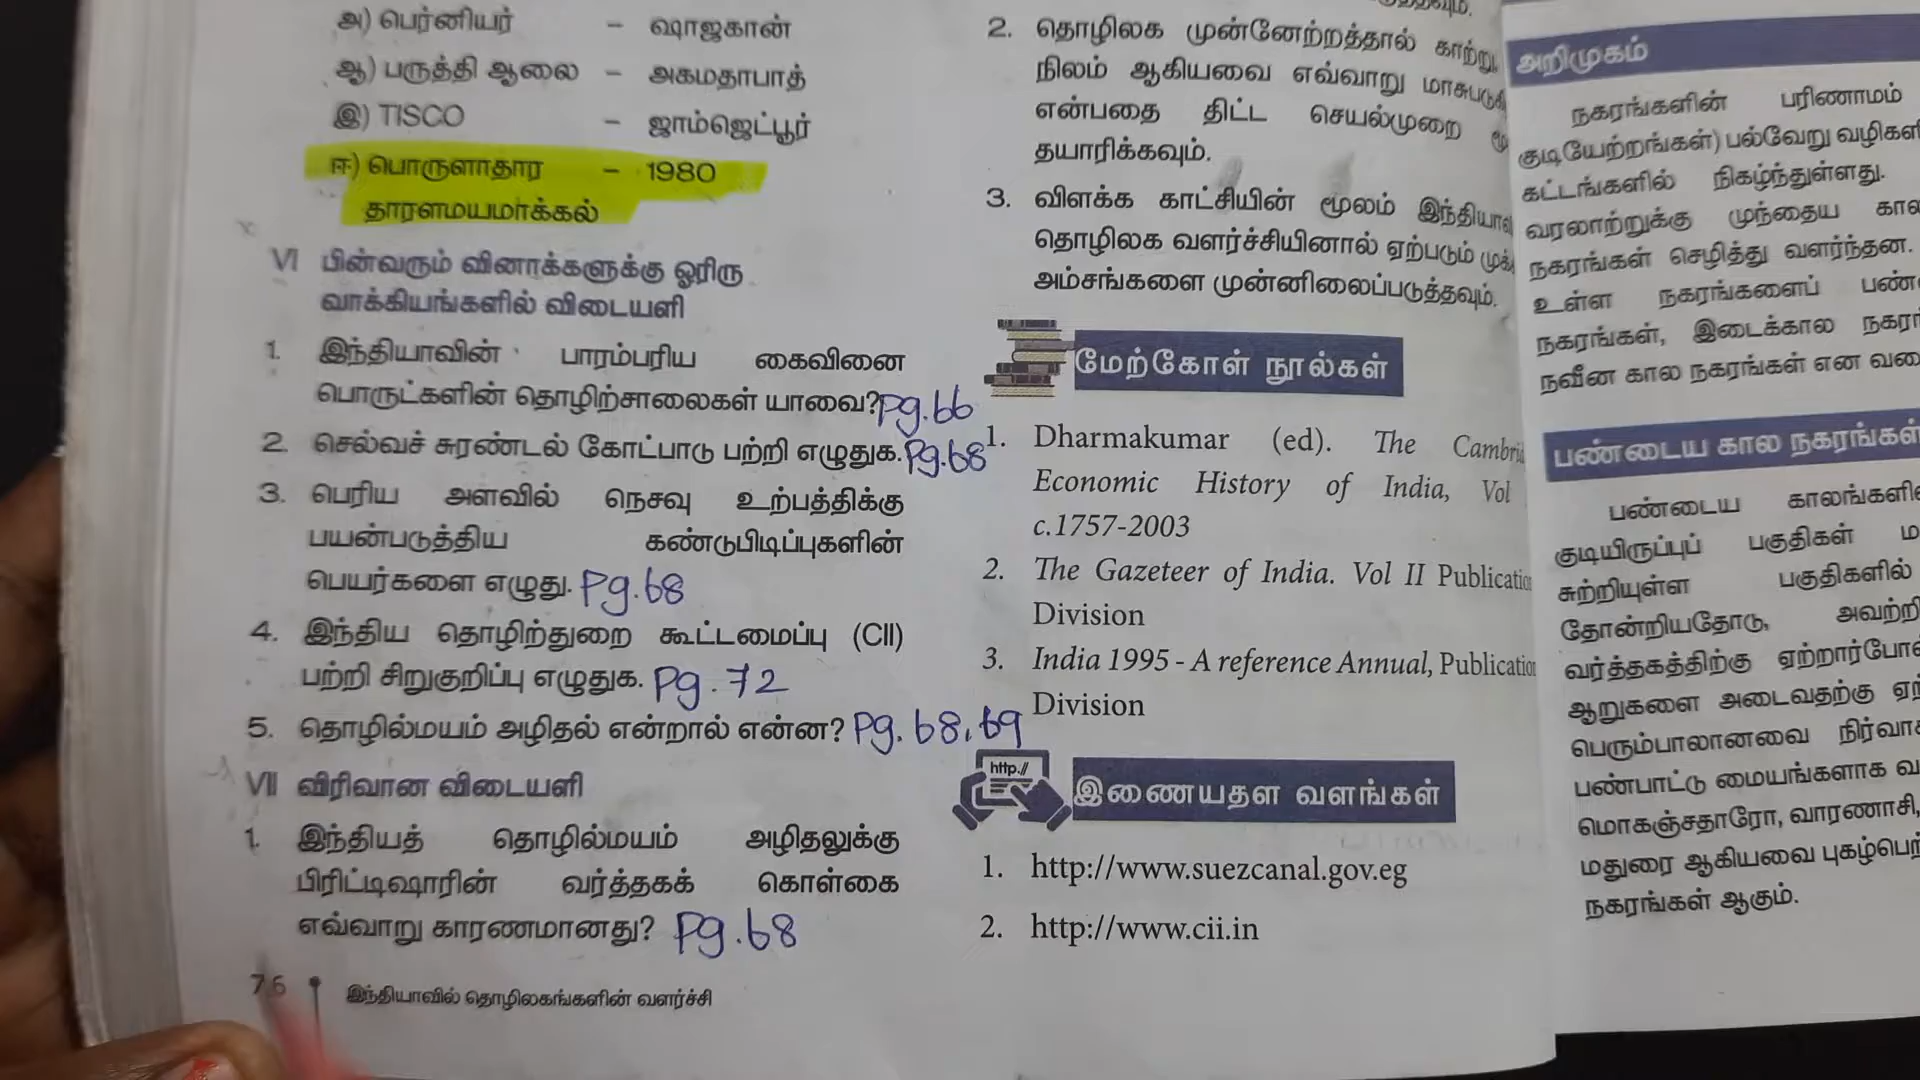 அ) பெர்னியர் - ஷாஜகான்
ஆ) பருத்தி ஆலை - அகமதாபாத்
இ) TISCO - ஜாம்ஜெட்பூர்
ஈ) பொருளாதார - 1980
தாராளமயமாக்கல்
VI பின்வரும் வினாக்களுக்கு ஓரிரு
வாக்கியங்களில் விடையளி
1. இந்தியாவின் பாரம்பரிய கைவினை
பொருட்களின் தொழிற்சாலைகள் யாவை? Pg.66
2. செல்வச் சுரண்டல் கோட்பாடு பற்றி எழுதுக. Pg.68
3. பெரிய அளவில் நெசவு உற்பத்திக்கு
பயன்படுத்திய கண்டுபிடிப்புகளின்
பெயர்களை எழுது. Pg.68
4. இந்திய தொழிற்துறை கூட்டமைப்பு (CII)
பற்றி சிறுகுறிப்பு எழுதுக. Pg.72
5. தொழில்மயம் அழிதல் என்றால் என்ன? Pg.68,69
VII விரிவான விடையளி
1. இந்தியத் தொழில்மயம் அழிதலுக்கு
பிரிட்டிஷாரின் வர்த்தகக் கொள்கை
எவ்வாறு காரணமானது? Pg.68
76 இந்தியாவில் தொழிலகங்களின் வளர்ச்சி
2. தொழிலக முன்னேற்றத்தால் காற்று,
நிலம் ஆகியவை எவ்வாறு
என்பதை திட்ட செயல்முறை
தயாரிக்கவும்.
3. விளக்க காட்சியின் மூலம்
தொழிலக வளர்ச்சியினால் ஏற்படும்
அம்சங்களை முன்னிலைப்படுத்தவும்.
மேற்கோள் நூல்கள்
1. Dharmakumar (ed). The
Economic History of India, Vol
c.1757-2003
2. The Gazeteer of India. Vol II
Division
3. India 1995 - A reference Annual,
Division
இணையதள வளங்கள்
1. http://www.suezcanal.gov.eg
2. http://www.cii.in
http://
அறிமுகம்
நகரங்களின் பரிணாமம்
குடியேற்றங்கள்) பல்வேறு
கட்டங்களில் நிகழ்ந்துள்ளது.
வரலாற்றுக்கு முந்தைய
நகரங்கள் செழித்து வளர்ந்தன.
உள்ள நகரங்களைப்
நகரங்கள், இடைக்கால
நவீன கால நகரங்கள் என
பண்டைய கால நகரங்கள்
பண்டைய
குடியிருப்புப் பகுதிகள்
சுற்றியுள்ள பகுதிகளில்
தோன்றியதோடு,
வர்த்தகத்திற்கு
ஆறுகளை அடைவதற்கு
பெரும்பாலானவை
பண்பாட்டு மையங்களாக
மொகஞ்சதாரோ, வாரணாசி,
மதுரை ஆகியவை
நகரங்கள் ஆகும்.